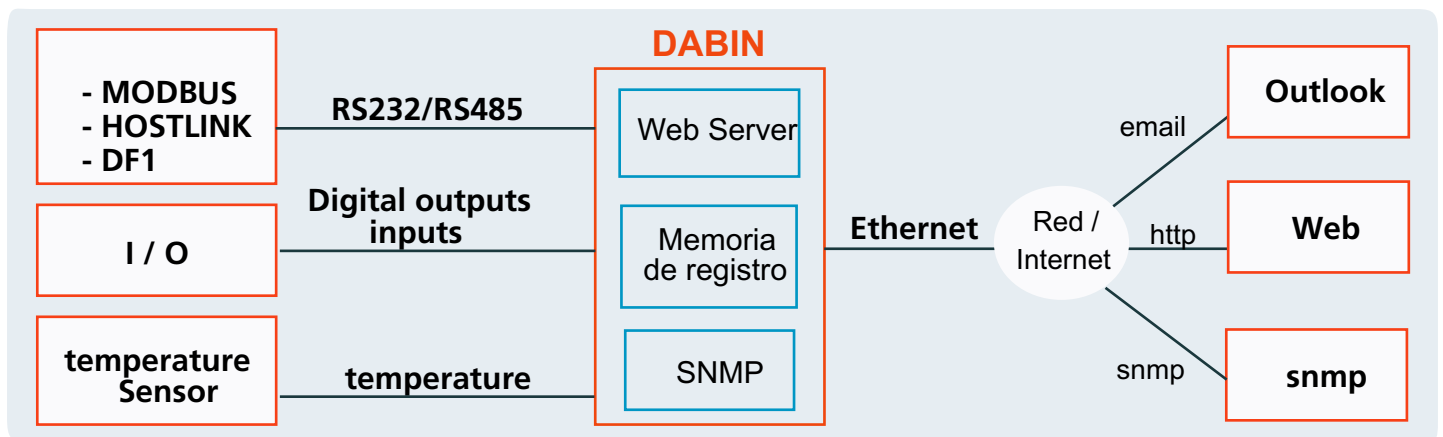 DABIN
- MODBUS
- HOSTLINK
- DF1
RS232/RS485
I / O
Digital outputs
inputs
temperature
Sensor
temperature
Web Server
Memoria
de registro
SNMP
Ethernet
Red /
Internet
email
Outlook
http
Web
snmp
snmp